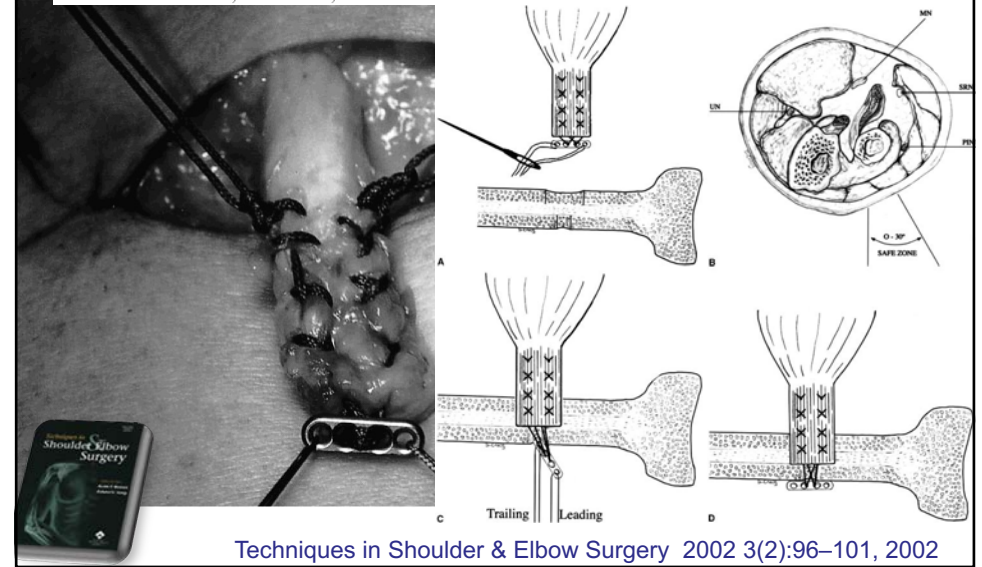 MN
UN
SRN
PIN
O - 30°
SAFE ZONE
A
B
Trailing
Leading
C
D
Techniques in
Shoulder & Elbow
Surgery
Techniques in Shoulder & Elbow Surgery  2002 3(2):96–101, 2002